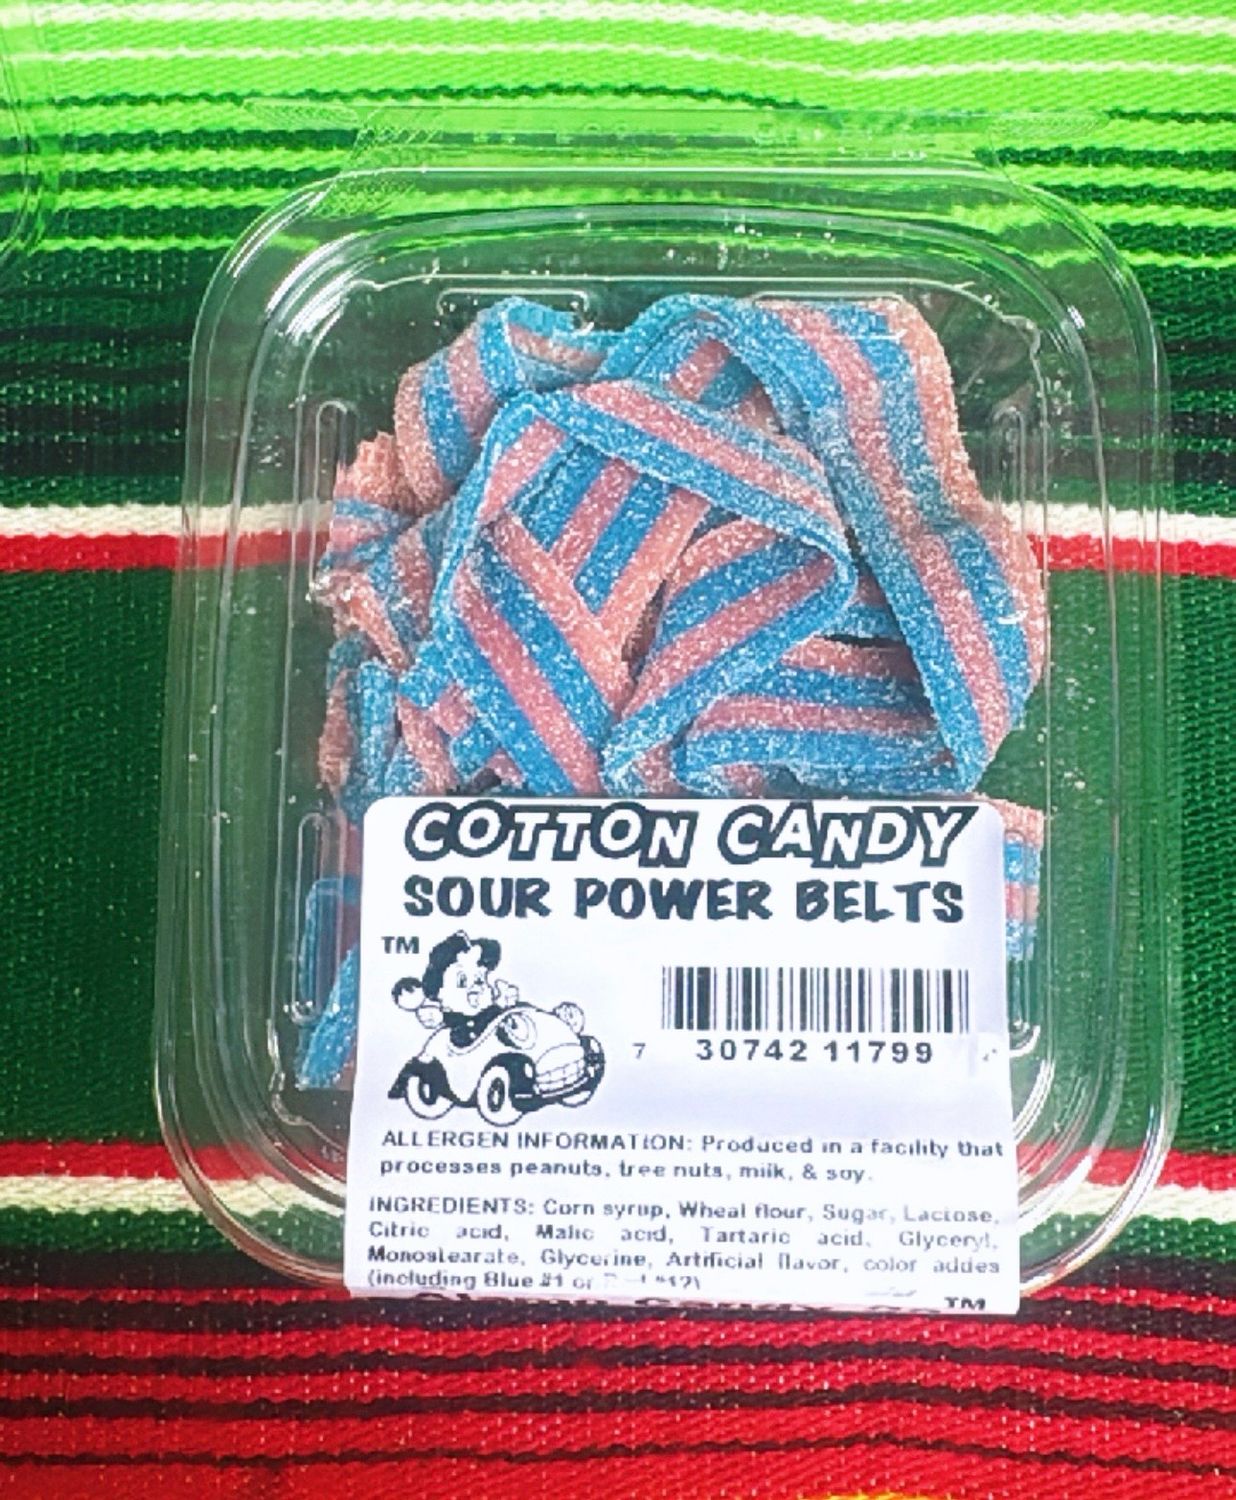 COTTON CANDY
SOUR POWER BELTS
TM
7 30742 11799
ALLERGEN INFORMATION: Produced in a facility that
processes peanuts, tree nuts, milk, & soy.
INGREDIENTS: Corn syrup, Wheat flour, Sugar, Lactose,
Citric acid, Malic acid, Tartaric acid, Glyceryl,
Monostearate, Glycerine, Artificial flavor, color addes
(including Blue #1 or
Candy Co TM